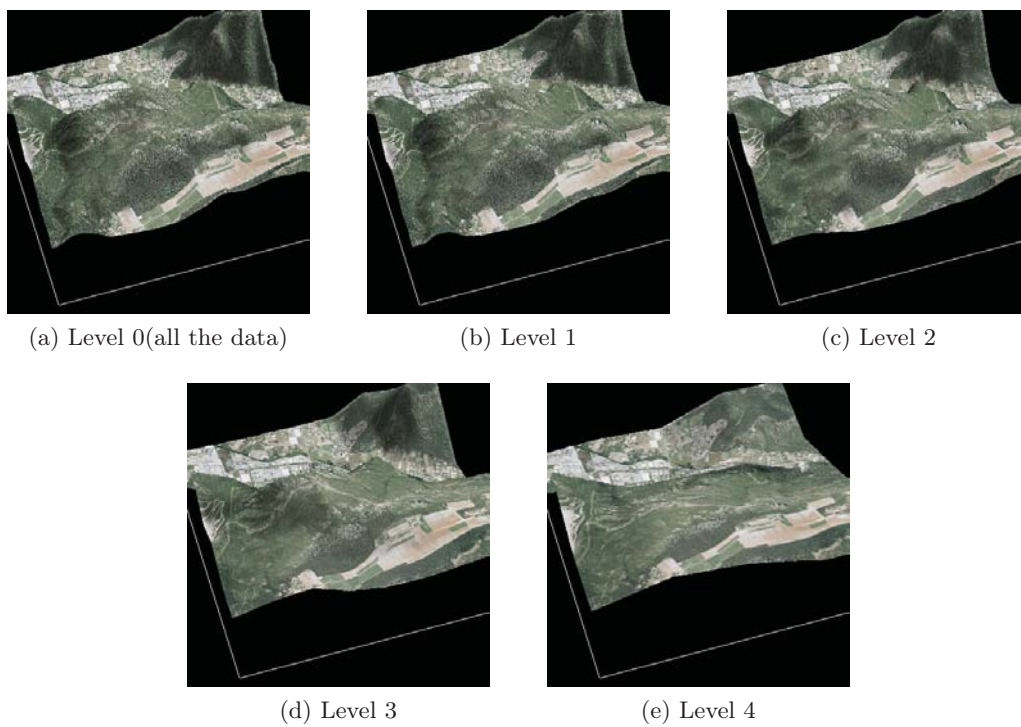 (a) Level 0(all the data)
(b) Level 1
(c) Level 2
(d) Level 3
(e) Level 4